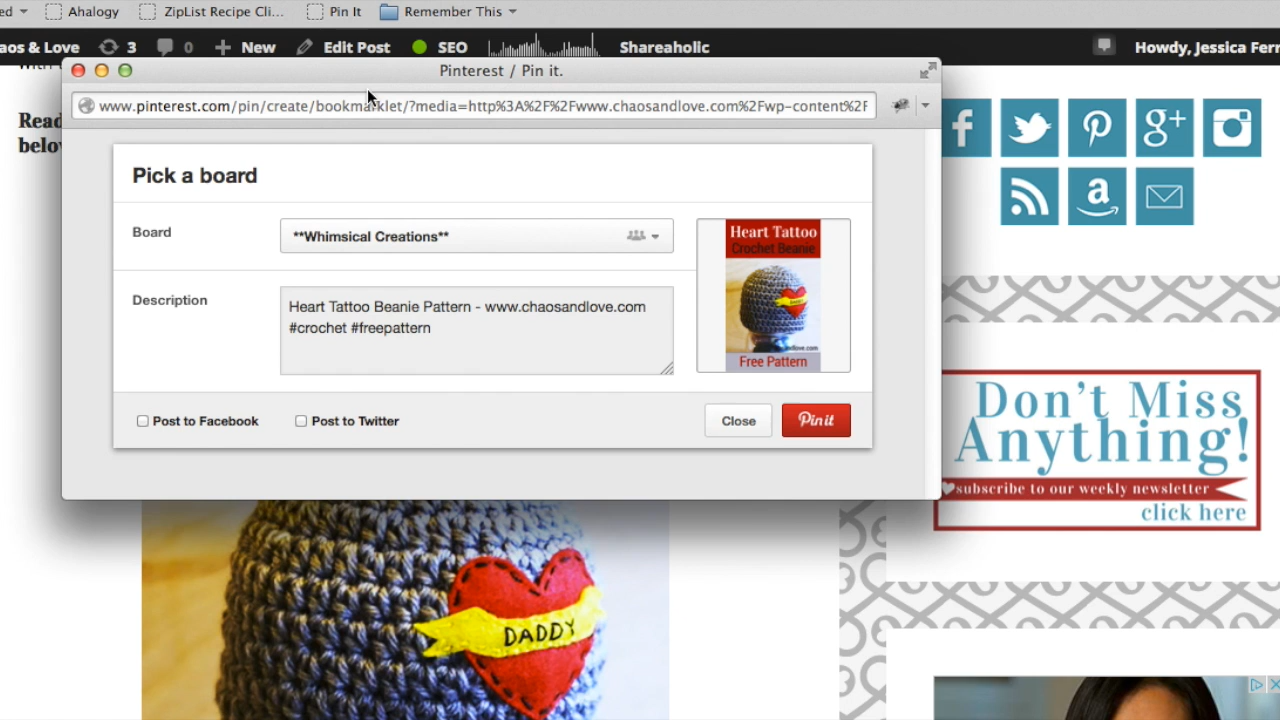 Ahalogy ZipList Recipe Cli... Pin It Remember This
aos & Love 3 0 New Edit Post SEO Shareaholic Howdy, Jessica Ferr
Pinterest / Pin it.
www.pinterest.com/pin/create/bookmarklet/?media=http%3A%2F%2Fwww.chaosandlove.com%2Fwp-content%2F
Read
below
Pick a board
Board
**Whimsical Creations**
Description
Heart Tattoo Beanie Pattern - www.chaosandlove.com
#crochet #freepattern
Heart Tattoo
Crochet Beanie
DADDY
Free Pattern
Post to Facebook
Post to Twitter
Close
Pin it
f
g+
a
Don't Miss
Anything!
subscribe to our weekly newsletter
click here
DADDY